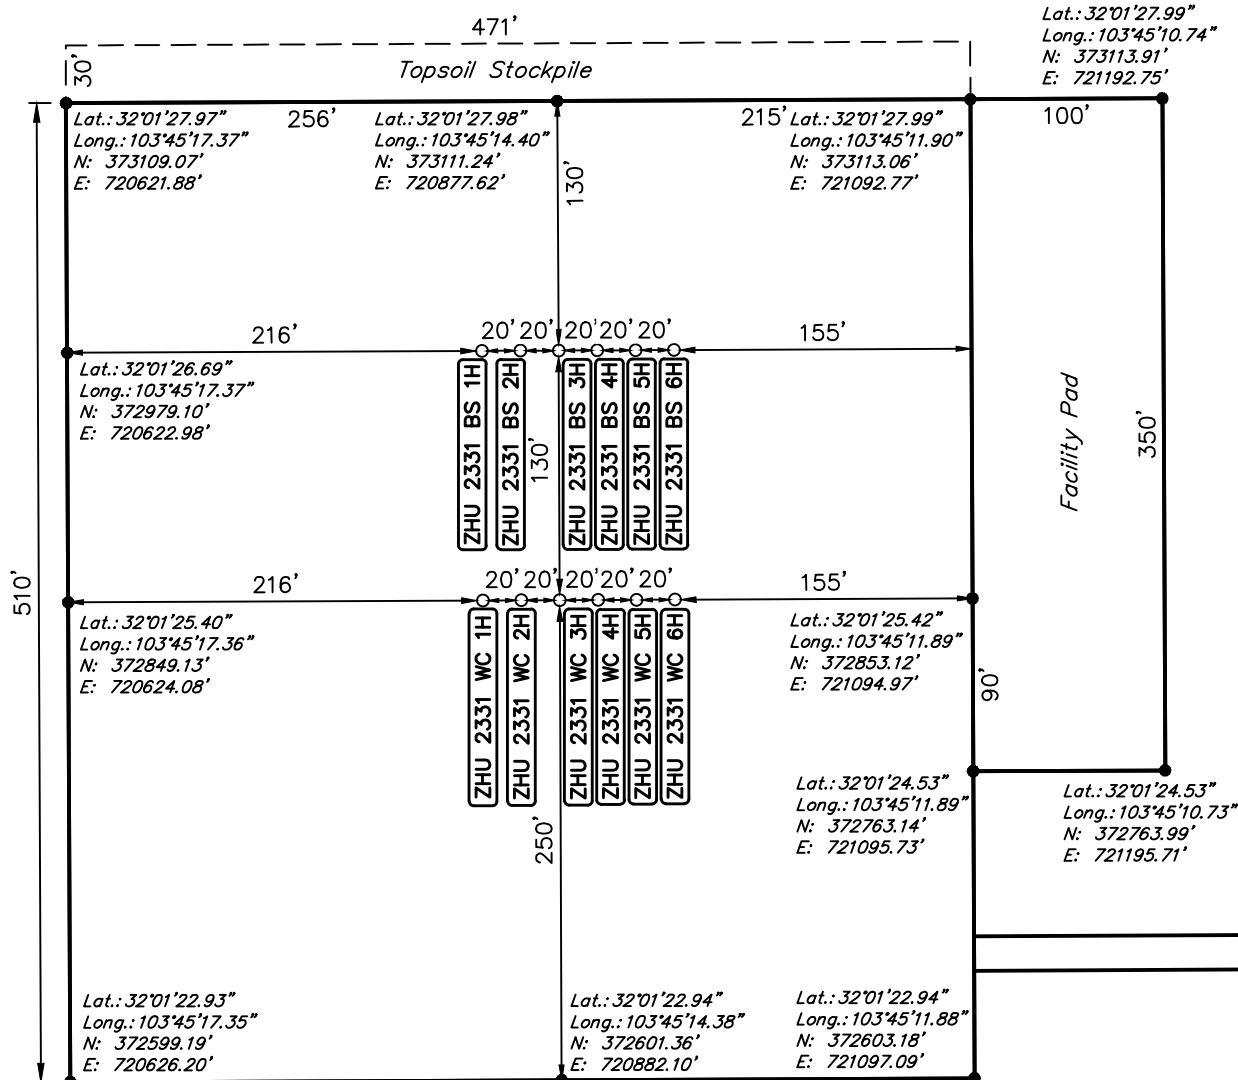 471'
30'
Topsoil Stockpile
Lat.: 32°01'27.99"
Long.: 103°45'10.74"
N: 373113.91'
E: 721192.75'
Lat.: 32°01'27.97"
Long.: 103°45'17.37"
N: 373109.07'
E: 720621.88'
256'
Lat.: 32°01'27.98"
Long.: 103°45'14.40"
N: 373111.24'
E: 720877.62'
130'
215'
Lat.: 32°01'27.99"
Long.: 103°45'11.90"
N: 373113.06'
E: 721092.77'
100'
216'
20' 20' 20' 20' 20'
155'
Lat.: 32°01'26.69"
Long.: 103°45'17.37"
N: 372979.10'
E: 720622.98'
ZHU 2331 BS 1H
ZHU 2331 BS 2H
130'
ZHU 2331 BS 3H
ZHU 2331 BS 4H
ZHU 2331 BS 5H
ZHU 2331 BS 6H
Facility Pad
350'
510'
216'
20' 20' 20' 20' 20'
155'
Lat.: 32°01'25.40"
Long.: 103°45'17.36"
N: 372849.13'
E: 720624.08'
ZHU 2331 WC 1H
ZHU 2331 WC 2H
ZHU 2331 WC 3H
ZHU 2331 WC 4H
ZHU 2331 WC 5H
ZHU 2331 WC 6H
Lat.: 32°01'25.42"
Long.: 103°45'11.89"
N: 372853.12'
E: 721094.97'
90'
250'
Lat.: 32°01'24.53"
Long.: 103°45'11.89"
N: 372763.14'
E: 721095.73'
Lat.: 32°01'24.53"
Long.: 103°45'10.73"
N: 372763.99'
E: 721195.71'
Lat.: 32°01'22.93"
Long.: 103°45'17.35"
N: 372599.19'
E: 720626.20'
Lat.: 32°01'22.94"
Long.: 103°45'14.38"
N: 372601.36'
E: 720882.10'
Lat.: 32°01'22.94"
Long.: 103°45'11.88"
N: 372603.18'
E: 721097.09'